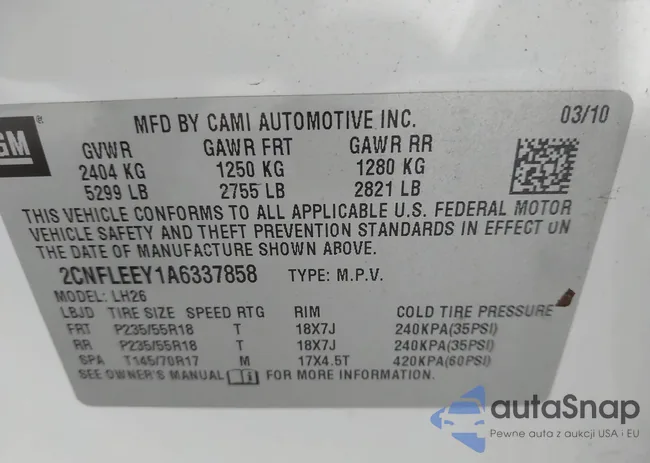 GM ®
MFD BY CAMI AUTOMOTIVE INC. 03/10
GVWR GAWR FRT GAWR RR
2404 KG 1250 KG 1280 KG
5299 LB 2755 LB 2821 LB
THIS VEHICLE CONFORMS TO ALL APPLICABLE U.S. FEDERAL MOTOR
VEHICLE SAFETY AND THEFT PREVENTION STANDARDS IN EFFECT ON
THE DATE OF MANUFACTURE SHOWN ABOVE.
2CNFLEEY1A6337858 TYPE: M.P.V.
MODEL: LH26
LBJD TIRE SIZE SPEED RTG RIM COLD TIRE PRESSURE
FRT P235/55R18 T 18X7J 240KPA(35PSI)
RR P235/55R18 T 18X7J 240KPA(35PSI)
SPA T145/70R17 M 17X4.5T 420KPA(60PSI)
SEE OWNER'S MANUAL FOR MORE INFORMATION.
autaSnap
Pewne auta z aukcji USA i EU